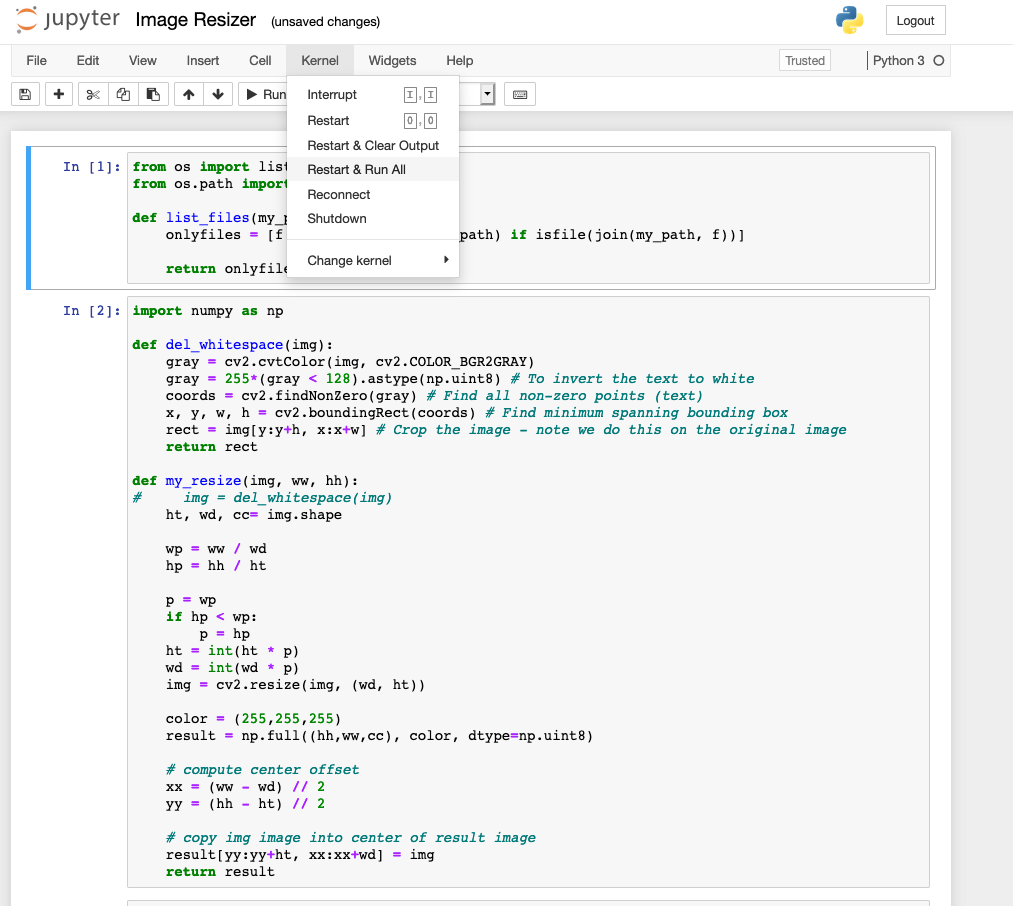 jupyter Image Resizer (unsaved changes) Logout
File Edit View Insert Cell Kernel Widgets Help Trusted Python 3
Run
Interrupt I , I
Restart 0 , 0
Restart & Clear Output
Restart & Run All
Reconnect
Shutdown
Change kernel
In [1]: from os import list
from os.path import
def list_files(my_p
onlyfiles = [f path) if isfile(join(my_path, f))]
return onlyfile
In [2]: import numpy as np
def del_whitespace(img):
gray = cv2.cvtColor(img, cv2.COLOR_BGR2GRAY)
gray = 255*(gray < 128).astype(np.uint8) # To invert the text to white
coords = cv2.findNonZero(gray) # Find all non-zero points (text)
x, y, w, h = cv2.boundingRect(coords) # Find minimum spanning bounding box
rect = img[y:y+h, x:x+w] # Crop the image - note we do this on the original image
return rect
def my_resize(img, ww, hh):
# img = del_whitespace(img)
ht, wd, cc= img.shape
wp = ww / wd
hp = hh / ht
p = wp
if hp < wp:
p = hp
ht = int(ht * p)
wd = int(wd * p)
img = cv2.resize(img, (wd, ht))
color = (255,255,255)
result = np.full((hh,ww,cc), color, dtype=np.uint8)
# compute center offset
xx = (ww - wd) // 2
yy = (hh - ht) // 2
# copy img image into center of result image
result[yy:yy+ht, xx:xx+wd] = img
return result